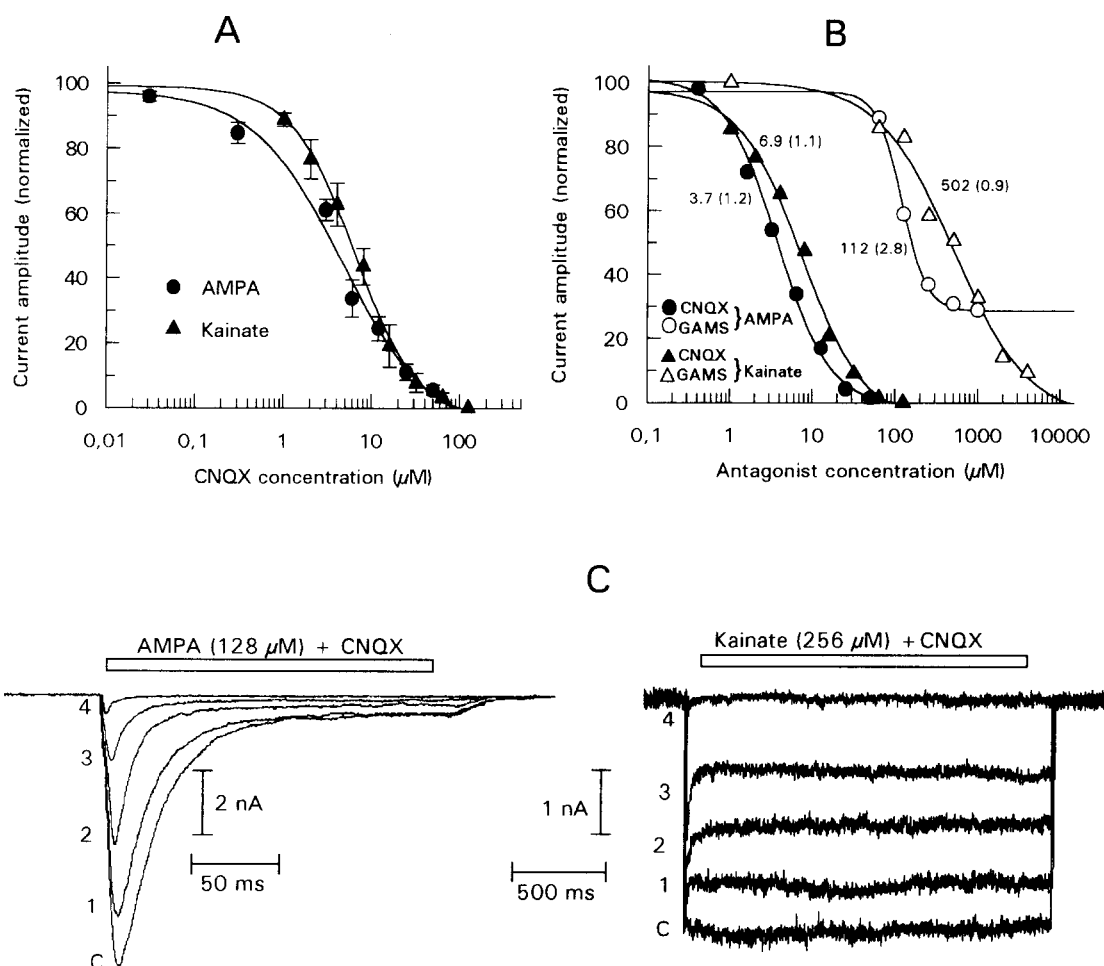 A
Current amplitude (normalized)
100
80
60
40
20
0
AMPA
Kainate
0,01
0,1
1
10
100
CNQX concentration (µM)
B
Current amplitude (normalized)
100
80
60
40
20
0
6.9 (1.1)
3.7 (1.2)
502 (0.9)
112 (2.8)
CNQX
GAMS } AMPA
CNQX
GAMS } Kainate
0,1
1
10
100
1000
10000
Antagonist concentration (µM)
C
AMPA (128 µM) + CNQX
4
3
2
1
C
2 nA
50 ms
Kainate (256 µM) + CNQX
4
3
2
1
C
1 nA
500 ms